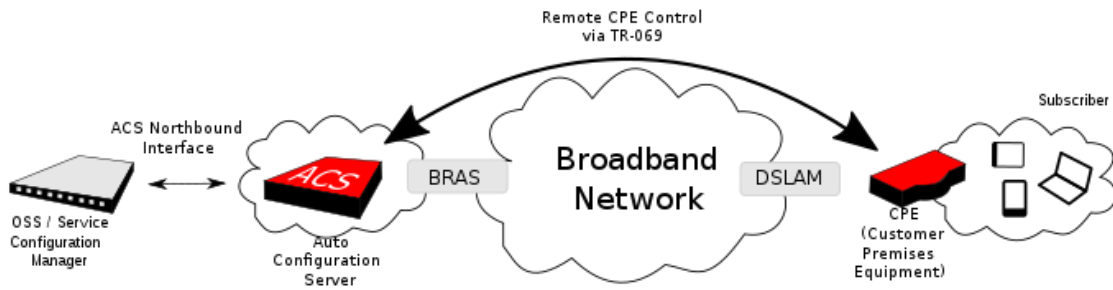 Remote CPE Control
via TR-069
Subscriber
ACS Northbound
Interface
Broadband
Network
ACS
BRAS
DSLAM
OSS / Service
Configuration
Manager
Auto
Configuration
Server
CPE
(Customer
Premises
Equipment)